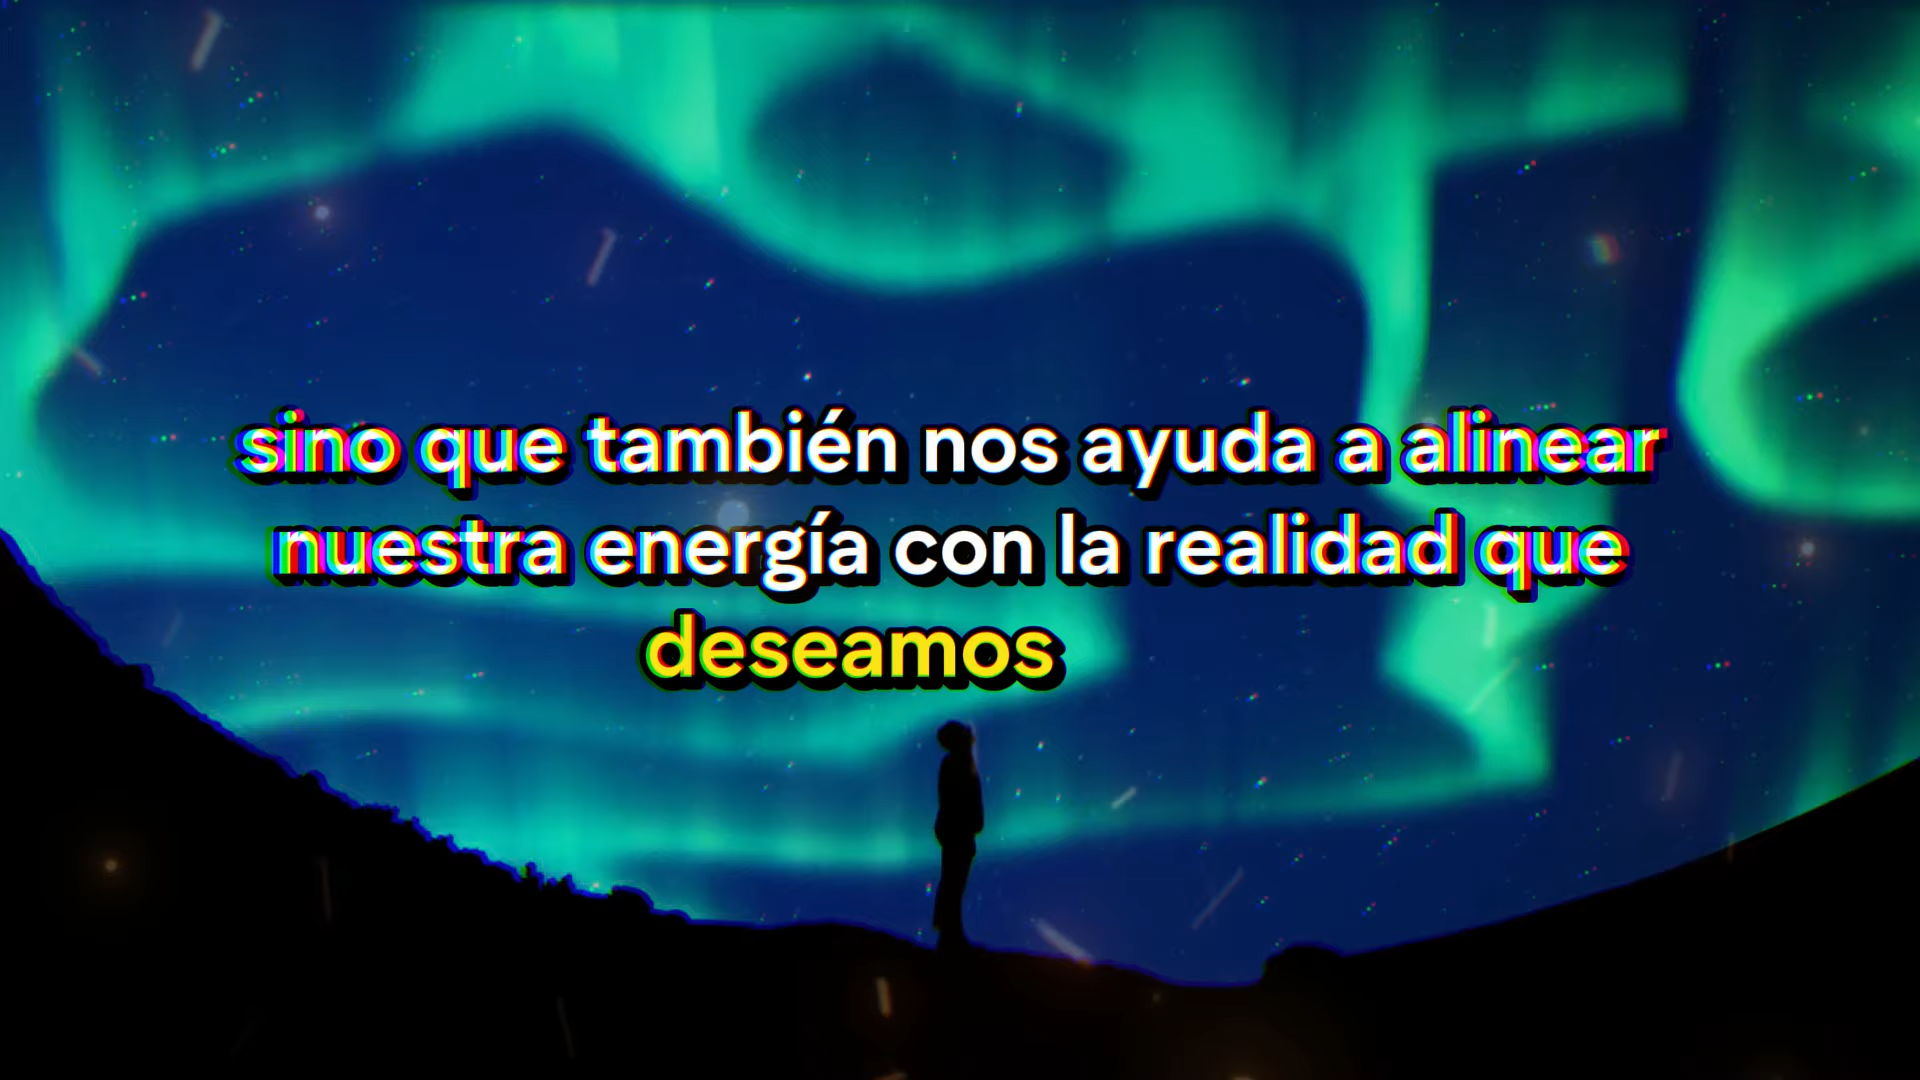 sino que también nos ayuda a alinear
nuestra energía con la realidad que
deseamos